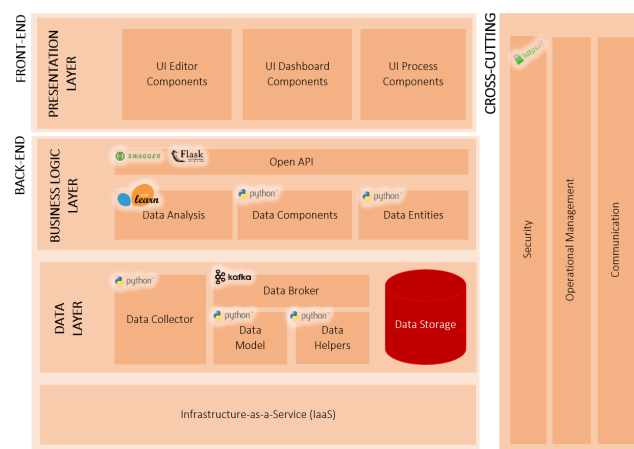 FRONT-END
PRESENTATION
LAYER
UI Editor
Components
UI Dashboard
Components
UI Process
Components
BACK-END
BUSINESS LOGIC
LAYER
SWAGGER
Flask
Open API
learn
Data Analysis
python
Data Components
python
Data Entities
DATA
LAYER
python
Data Collector
kafka
Data Broker
python
Data
Model
python
Data
Helpers
Data Storage
Infrastructure-as-a-Service (IaaS)
CROSS-CUTTING
https://
Security
Operational Management
Communication